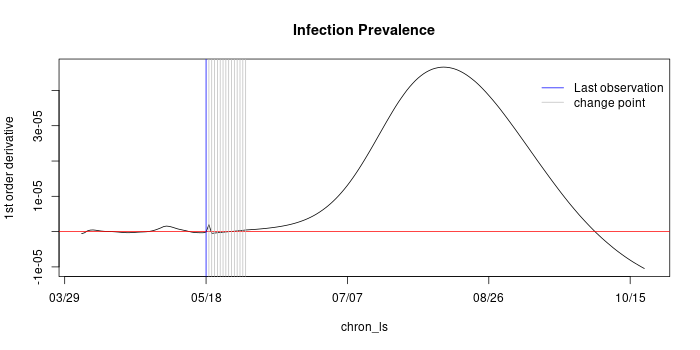 Infection Prevalence
1st order derivative
3e-05
1e-05
-1e-05
Last observation
change point
03/29
05/18
07/07
08/26
10/15
chron_ls